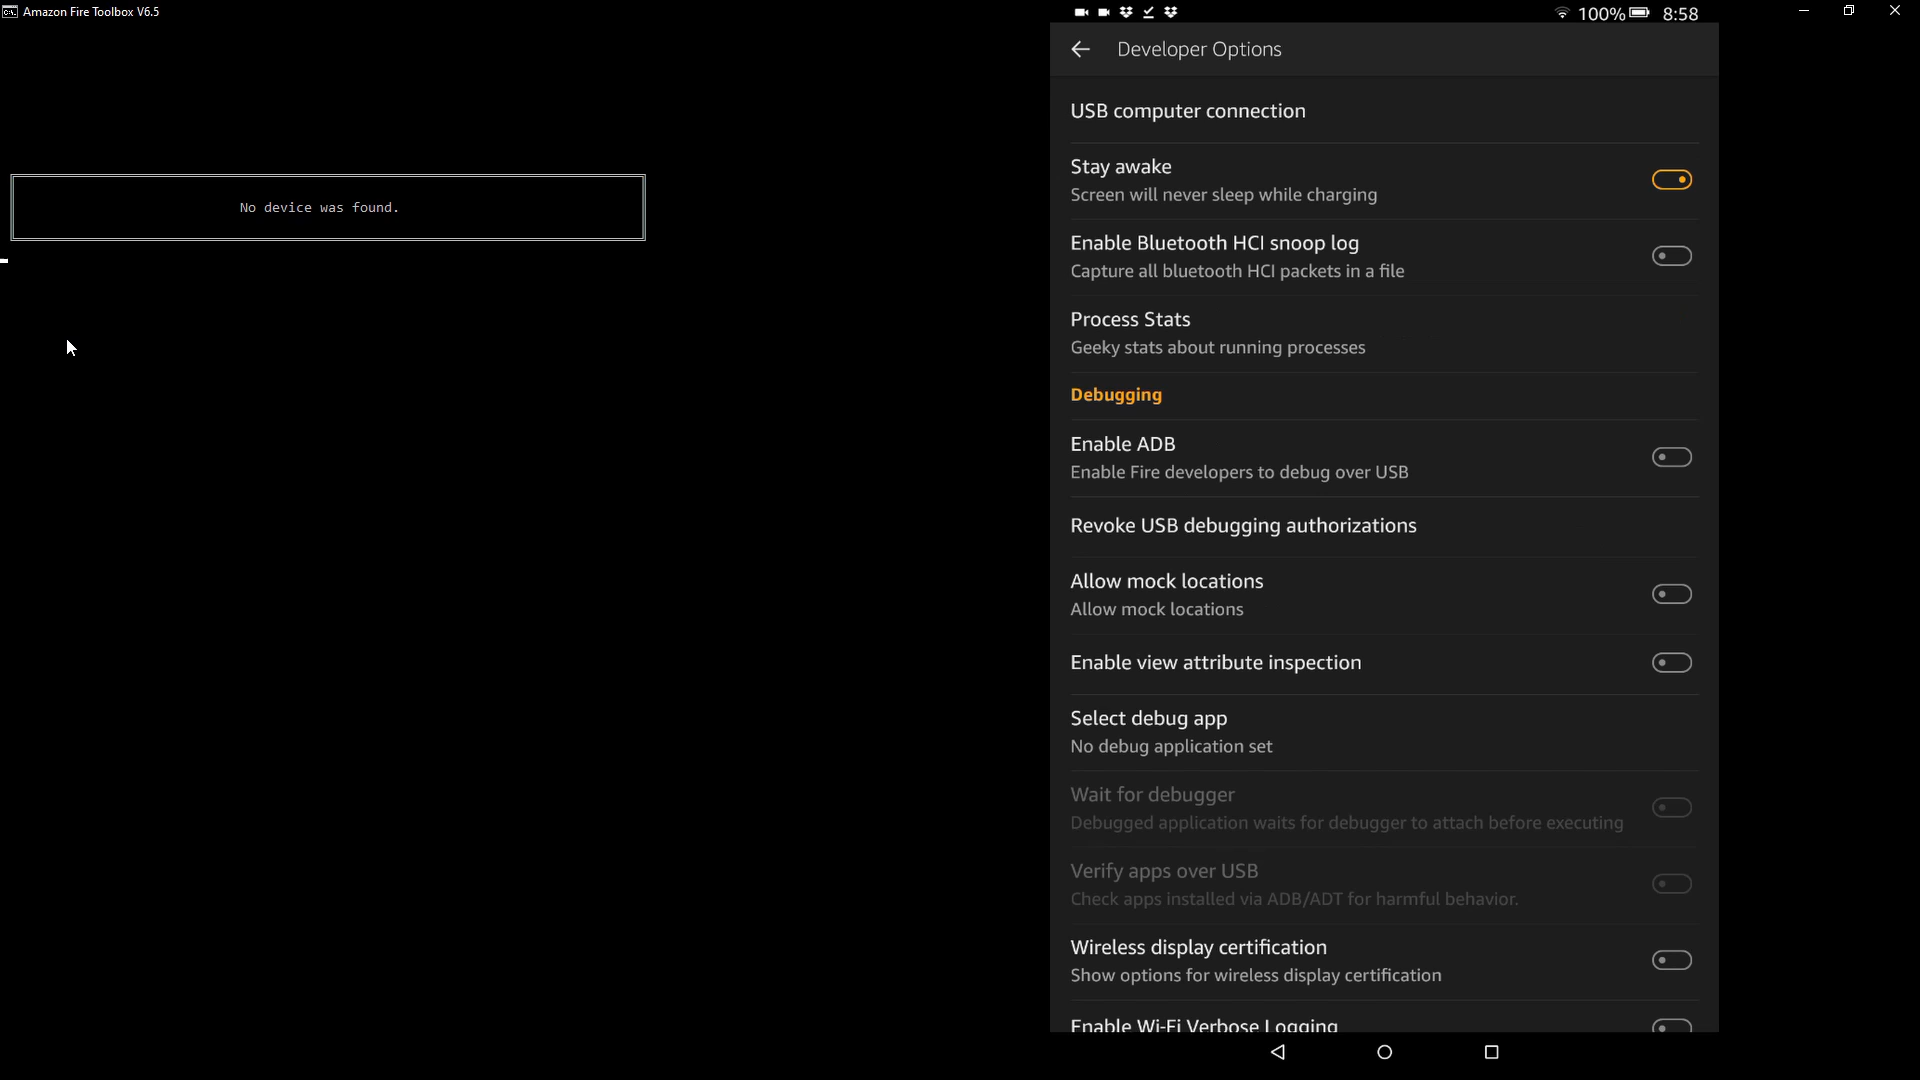 Amazon Fire Toolbox V6.5
No device was found.
100% 8:58
Developer Options
USB computer connection
Stay awake
Screen will never sleep while charging
Enable Bluetooth HCI snoop log
Capture all bluetooth HCI packets in a file
Process Stats
Geeky stats about running processes
Debugging
Enable ADB
Enable Fire developers to debug over USB
Revoke USB debugging authorizations
Allow mock locations
Allow mock locations
Enable view attribute inspection
Select debug app
No debug application set
Wait for debugger
Debugged application waits for debugger to attach before executing
Verify apps over USB
Check apps installed via ADB/ADT for harmful behavior.
Wireless display certification
Show options for wireless display certification
Enable Wi-Fi Verbose Logging